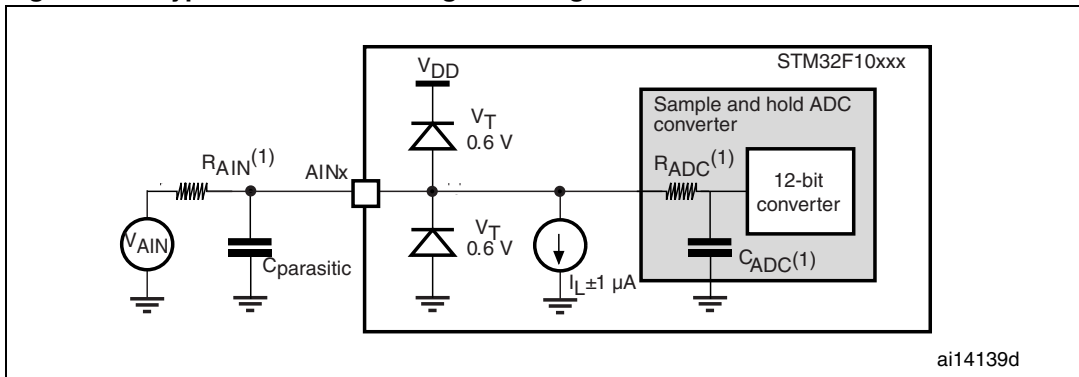 STM32F10xxx
VDD
Sample and hold ADC
converter
VT
0.6 V
RAIN(1)
AINx
RADC(1)
12-bit
converter
VAIN
Cparasitic
VT
0.6 V
IL±1 µA
CADC(1)
ai14139d